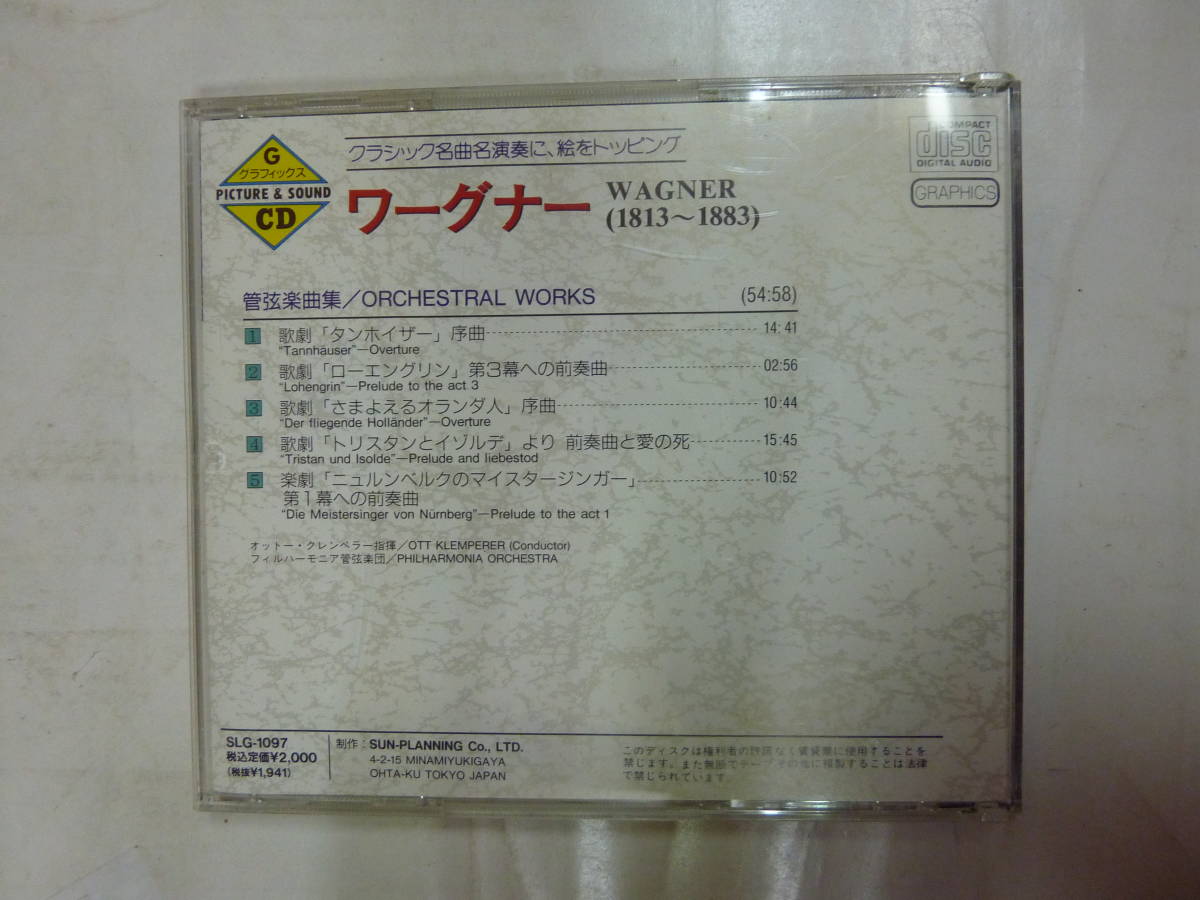 G
グラフィックス
PICTURE & SOUND
CD
クラシック名曲名演奏に、絵をトッピング
ワーグナー
WAGNER
(1813～1883)
COMPACT
disc
DIGITAL AUDIO
GRAPHICS
管弦楽曲集／ORCHESTRAL WORKS (54:58)
1 歌劇「タンホイザー」序曲 14:41
"Tannhäuser"—Overture
2 歌劇「ローエングリン」第3幕への前奏曲 02:56
"Lohengrin"—Prelude to the act 3
3 歌劇「さまよえるオランダ人」序曲 10:44
"Der fliegende Holländer"—Overture
4 歌劇「トリスタンとイゾルデ」より 前奏曲と愛の死 15:45
"Tristan und Isolde"—Prelude and liebestod
5 楽劇「ニュルンベルクのマイスタージンガー」 10:52
第1幕への前奏曲
"Die Meistersinger von Nürnberg"—Prelude to the act 1
オットー・クレンペラー指揮／OTT KLEMPERER (Conductor)
フィルハーモニア管弦楽団／PHILHARMONIA ORCHESTRA
SLG-1097
税込定価¥2,000
(税抜¥1,941)
制作：SUN-PLANNING Co., LTD.
4-2-15 MINAMIYUKIGAYA
OHTA-KU TOKYO JAPAN
このディスクは権利者の許諾なく賃貸業に使用することを
禁じます。また無断でテープその他に複製することは法律
で禁じられています。